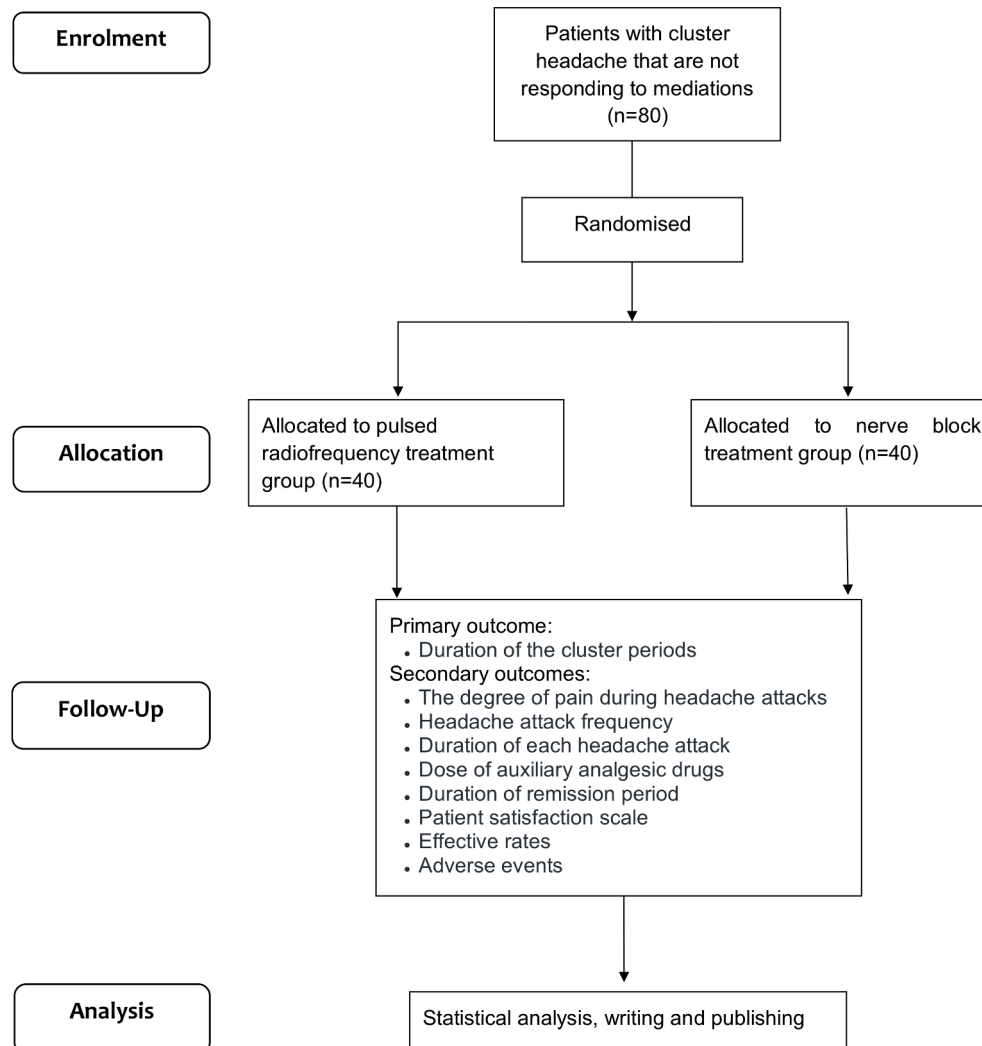 Enrolment
Patients with cluster
headache that are not
responding to mediations
(n=80)
Randomised
Allocation
Allocated to pulsed
radiofrequency treatment
group (n=40)
Allocated to nerve block
treatment group (n=40)
Follow-Up
Primary outcome:
• Duration of the cluster periods
Secondary outcomes:
• The degree of pain during headache attacks
• Headache attack frequency
• Duration of each headache attack
• Dose of auxiliary analgesic drugs
• Duration of remission period
• Patient satisfaction scale
• Effective rates
• Adverse events
Analysis
Statistical analysis, writing and publishing